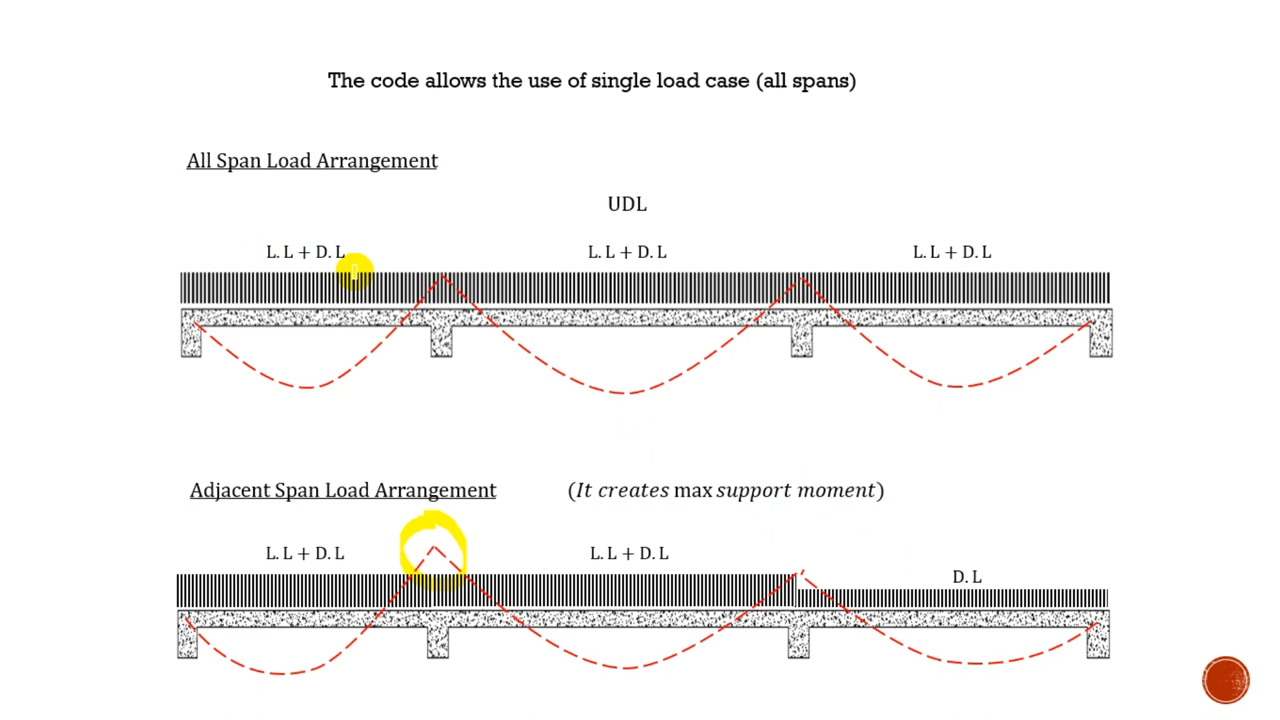 The code allows the use of single load case (all spans)
All Span Load Arrangement
UDL
L. L + D. L L. L + D. L L. L + D. L
Adjacent Span Load Arrangement (It creates max support moment)
L. L + D. L L. L + D. L
D. L